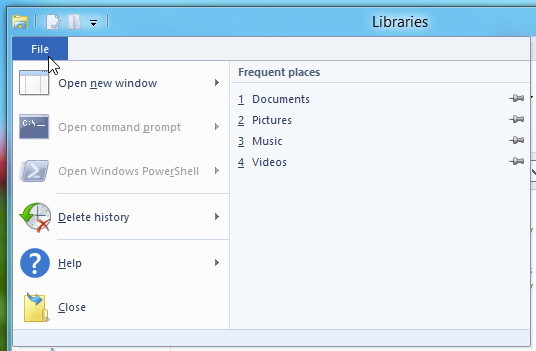 Libraries
File
Open new window
Open command prompt
Open Windows PowerShell
Delete history
Help
Close
Frequent places
1 Documents
2 Pictures
3 Music
4 Videos